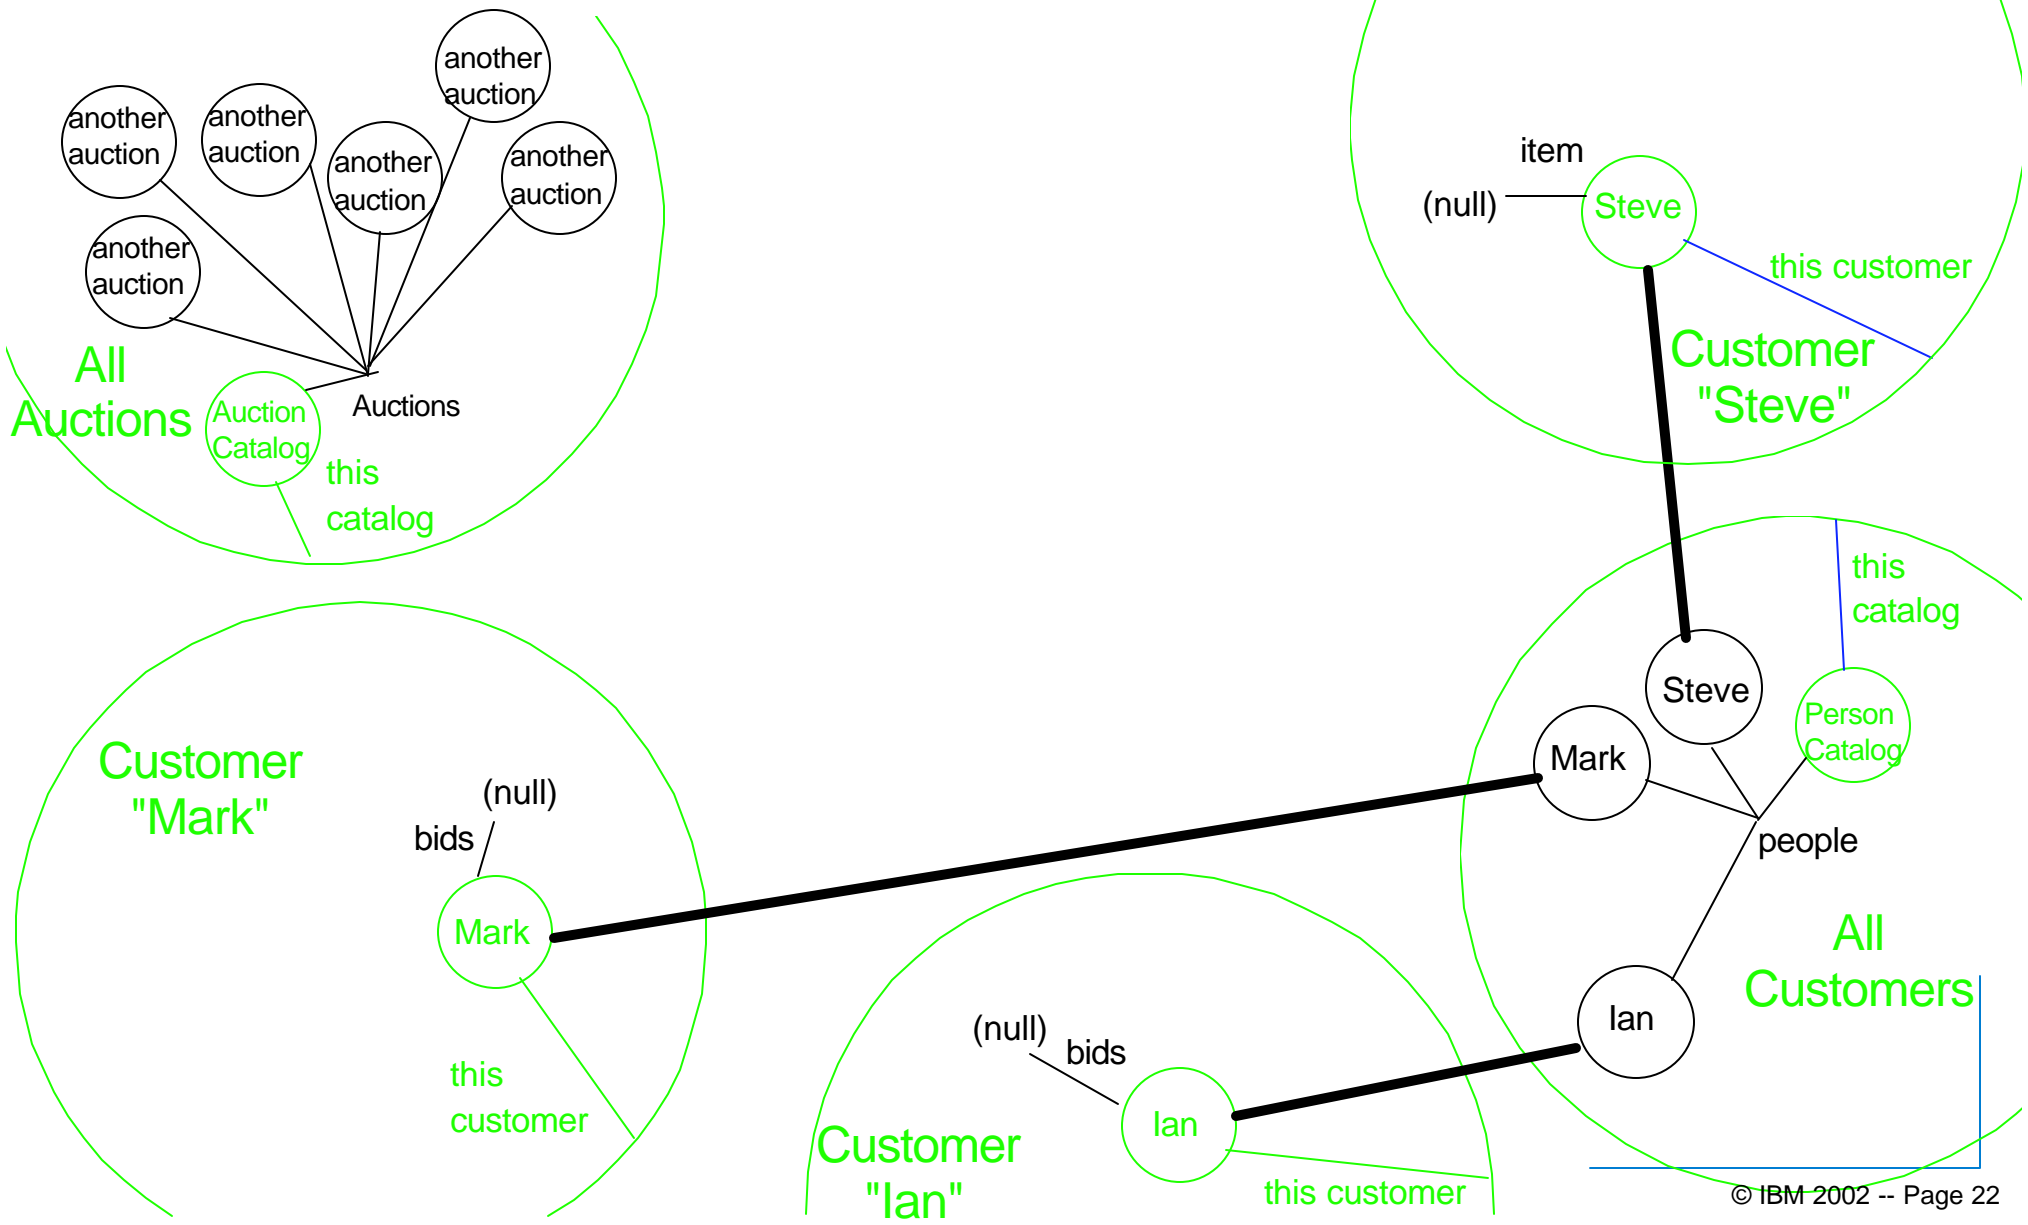 another
auction
another
auction
another
auction
another
auction
another
auction
another
auction
All
Auctions
Auction
Catalog
Auctions
this
catalog
item
(null)
Steve
this customer
Customer
"Steve"
this
catalog
Steve
Person
Catalog
Mark
people
All
Customers
Ian
Customer
"Mark"
(null)
bids
Mark
this
customer
(null)
bids
Ian
Customer
"Ian"
this customer
© IBM 2002 -- Page 22